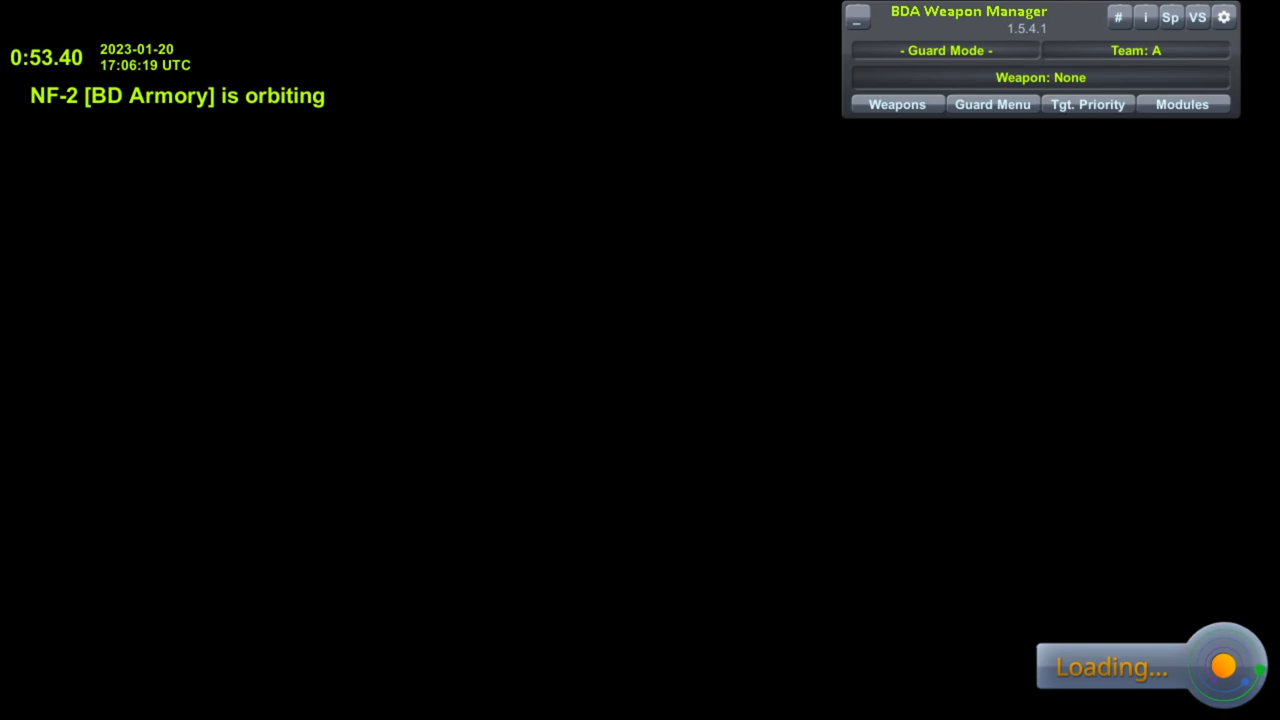 BDA Weapon Manager
_
# i Sp VS
1.5.4.1
0:53.40
2023-01-20
17:06:19 UTC
- Guard Mode - Team: A
Weapon: None
NF-2 [BD Armory] is orbiting
Weapons Guard Menu Tgt. Priority Modules
Loading...